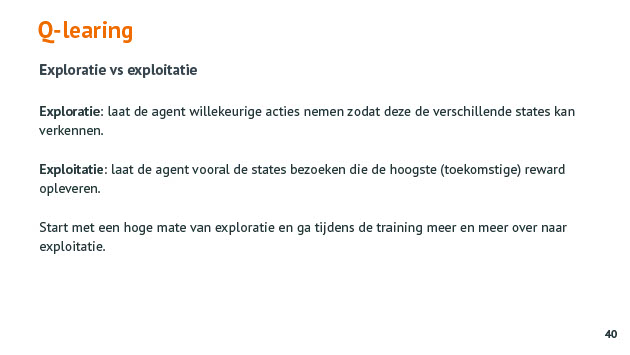 Q-learing
Exploratie vs exploitatie
Exploratie: laat de agent willekeurige acties nemen zodat deze de verschillende states kan
verkennen.
Exploitatie: laat de agent vooral de states bezoeken die de hoogste (toekomstige) reward
opleveren.
Start met een hoge mate van exploratie en ga tijdens de training meer en meer over naar
exploitatie.
40